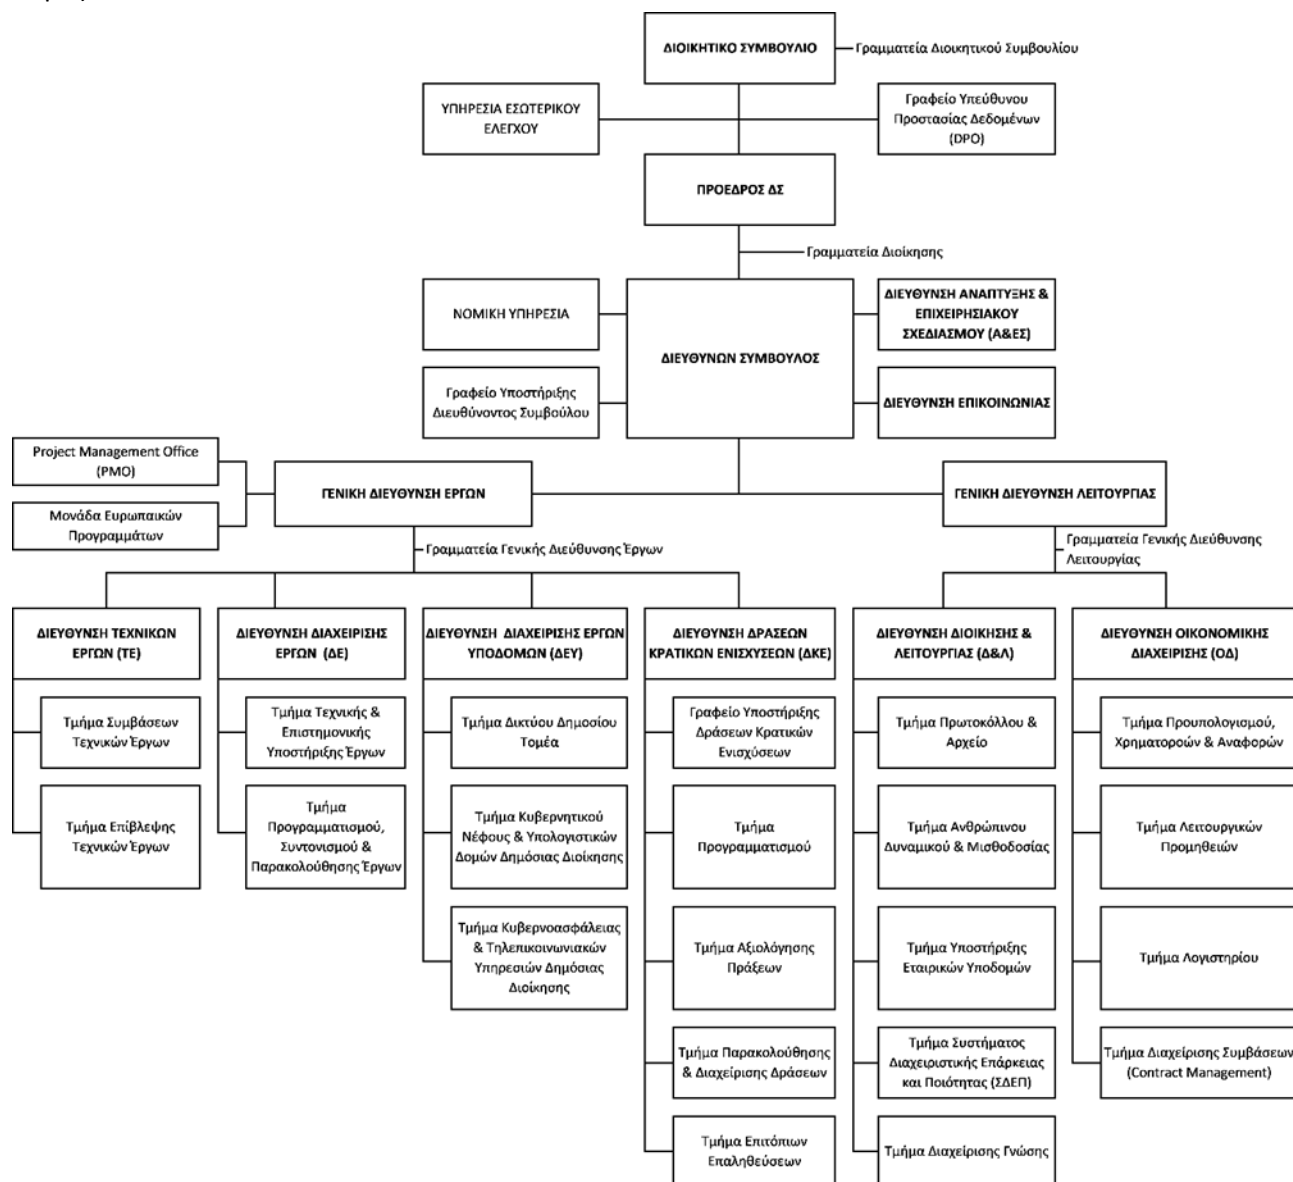 ΔΙΟΙΚΗΤΙΚΟ ΣΥΜΒΟΥΛΙΟ
Γραμματεία Διοικητικού Συμβουλίου
ΥΠΗΡΕΣΙΑ ΕΣΩΤΕΡΙΚΟΥ
ΕΛΕΓΧΟΥ
Γραφείο Υπεύθυνου
Προστασίας Δεδομένων
(DPO)
ΠΡΟΕΔΡΟΣ ΔΣ
Γραμματεία Διοίκησης
ΝΟΜΙΚΗ ΥΠΗΡΕΣΙΑ
ΔΙΕΥΘΥΝΣΗ ΑΝΑΠΤΥΞΗΣ &
ΕΠΙΧΕΙΡΗΣΙΑΚΟΥ
ΣΧΕΔΙΑΣΜΟΥ (Α&ΕΣ)
ΔΙΕΥΘΥΝΩΝ ΣΥΜΒΟΥΛΟΣ
Γραφείο Υποστήριξης
Διευθύνοντος Συμβούλου
ΔΙΕΥΘΥΝΣΗ ΕΠΙΚΟΙΝΩΝΙΑΣ
Project Management Office
(PMO)
Μονάδα Ευρωπαικών
Προγραμμάτων
ΓΕΝΙΚΗ ΔΙΕΥΘΥΝΣΗ ΕΡΓΩΝ
ΓΕΝΙΚΗ ΔΙΕΥΘΥΝΣΗ ΛΕΙΤΟΥΡΓΙΑΣ
Γραμματεία Γενικής Διεύθυνσης Έργων
Γραμματεία Γενικής Διεύθυνσης
Λειτουργίας
ΔΙΕΥΘΥΝΣΗ ΤΕΧΝΙΚΩΝ
ΕΡΓΩΝ (ΤΕ)
ΔΙΕΥΘΥΝΣΗ ΔΙΑΧΕΙΡΙΣΗΣ
ΕΡΓΩΝ (ΔΕ)
ΔΙΕΥΘΥΝΣΗ ΔΙΑΧΕΙΡΙΣΗΣ ΕΡΓΩΝ
ΥΠΟΔΟΜΩΝ (ΔΕΥ)
ΔΙΕΥΘΥΝΣΗ ΔΡΑΣΕΩΝ
ΚΡΑΤΙΚΩΝ ΕΝΙΣΧΥΣΕΩΝ (ΔΚΕ)
ΔΙΕΥΘΥΝΣΗ ΔΙΟΙΚΗΣΗΣ &
ΛΕΙΤΟΥΡΓΙΑΣ (Δ&Λ)
ΔΙΕΥΘΥΝΣΗ ΟΙΚΟΝΟΜΙΚΗΣ
ΔΙΑΧΕΙΡΙΣΗΣ (ΟΔ)
Τμήμα Συμβάσεων
Τεχνικών Έργων
Τμήμα Τεχνικής &
Επιστημονικής
Υποστήριξης Έργων
Τμήμα Δικτύου Δημοσίου
Τομέα
Γραφείο Υποστήριξης
Δράσεων Κρατικών
Ενισχύσεων
Τμήμα Πρωτοκόλλου &
Αρχείο
Τμήμα Προυπολογισμού,
Χρηματοροών & Αναφορών
Τμήμα Επίβλεψης
Τεχνικών Έργων
Τμήμα
Προγραμματισμού,
Συντονισμού &
Παρακολούθησης Έργων
Τμήμα Κυβερνητικού
Νέφους & Υπολογιστικών
Δομών Δημόσιας Διοίκησης
Τμήμα
Προγραμματισμού
Τμήμα Ανθρώπινου
Δυναμικού & Μισθοδοσίας
Τμήμα Λειτουργικών
Προμηθειών
Τμήμα Κυβερνοασφάλειας
& Τηλεπικοινωνιακών
Υπηρεσιών Δημόσιας
Διοίκησης
Τμήμα Αξιολόγησης
Πράξεων
Τμήμα Υποστήριξης
Εταιρικών Υποδομών
Τμήμα Λογιστηρίου
Τμήμα Παρακολούθησης
& Διαχείρισης Δράσεων
Τμήμα Συστήματος
Διαχειριστικής Επάρκειας
και Ποιότητας (ΣΔΕΠ)
Τμήμα Διαχείρισης Συμβάσεων
(Contract Management)
Τμήμα Επιτόπιων
Επαληθεύσεων
Τμήμα Διαχείρισης Γνώσης